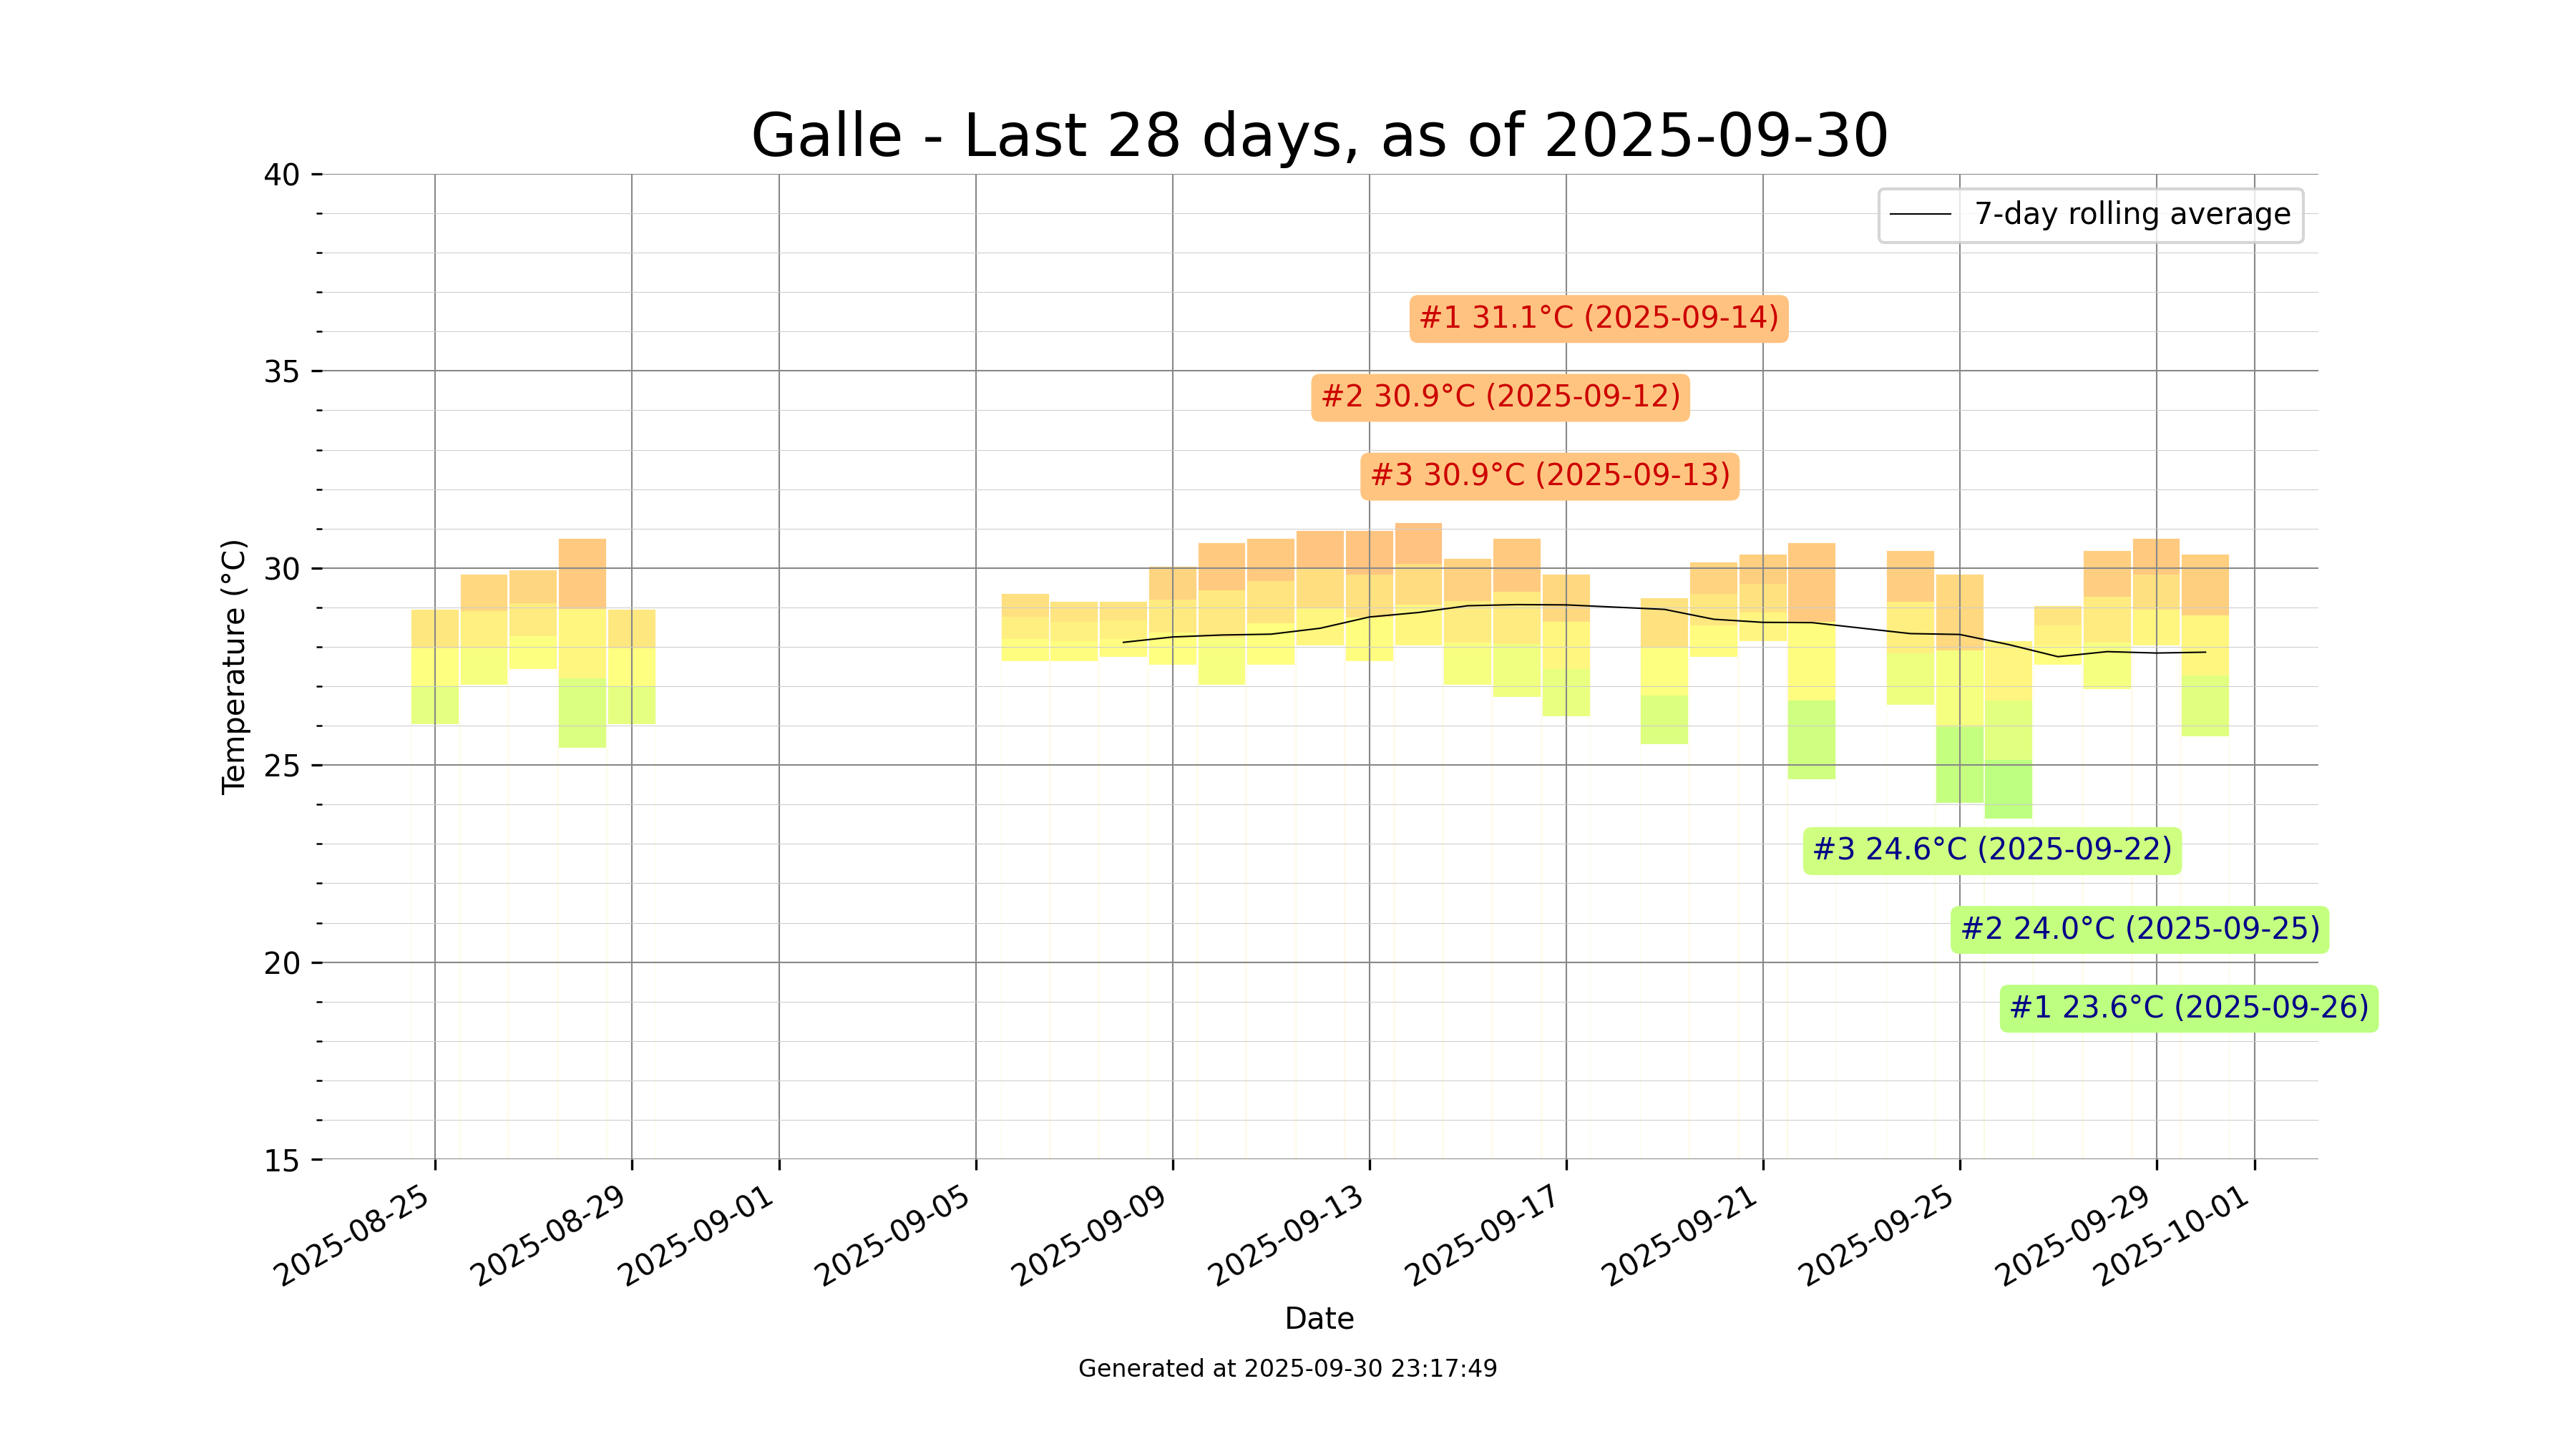 Galle - Last 28 days, as of 2025-09-30
40
35
30
25
20
15
Temperature (°C)
7-day rolling average
#1 31.1°C (2025-09-14)
#2 30.9°C (2025-09-12)
#3 30.9°C (2025-09-13)
#3 24.6°C (2025-09-22)
#2 24.0°C (2025-09-25)
#1 23.6°C (2025-09-26)
2025-08-25
2025-08-29
2025-09-01
2025-09-05
2025-09-09
2025-09-13
2025-09-17
2025-09-21
2025-09-25
2025-09-29
2025-10-01
Date
Generated at 2025-09-30 23:17:49